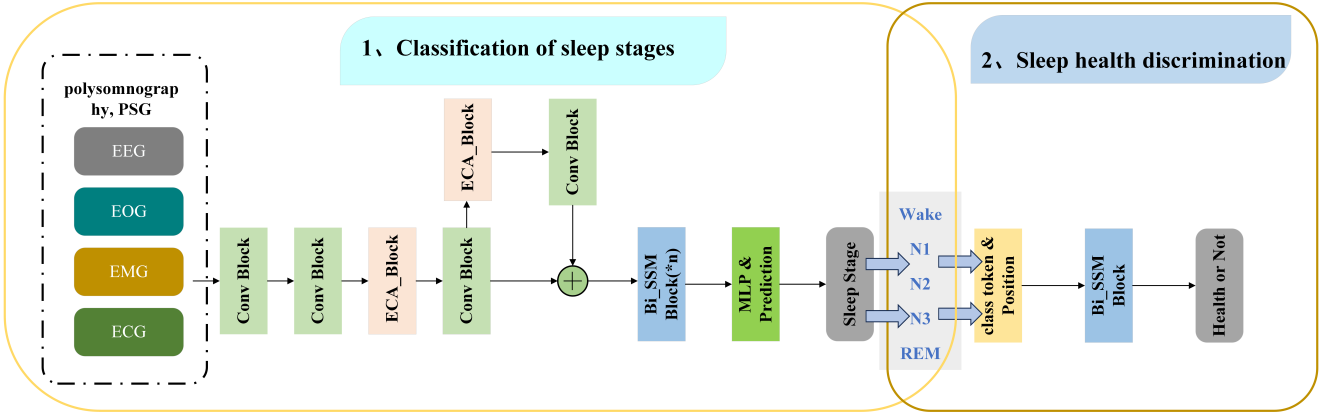 1、Classification of sleep stages
2、Sleep health discrimination
polysomnograp
hy, PSG
EEG
EOG
EMG
ECG
Conv Block
Conv Block
ECA_Block
Conv Block
ECA_Block
Conv Block
Bi_SSM
Block(*n)
MLP &
Prediction
Sleep Stage
Wake
N1
N2
N3
REM
class token &
Position
Bi_SSM
Block
Health or Not